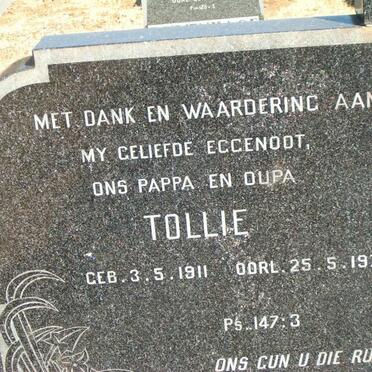 MET DANK EN WAARDERING AAN
MY GELIEFDE EGGENOOT,
ONS PAPPA EN OUPA
TOLLIE
GEB. 3.5.1911 OORL. 25.5.19
PS. 147:3
ONS GUN U DIE RU